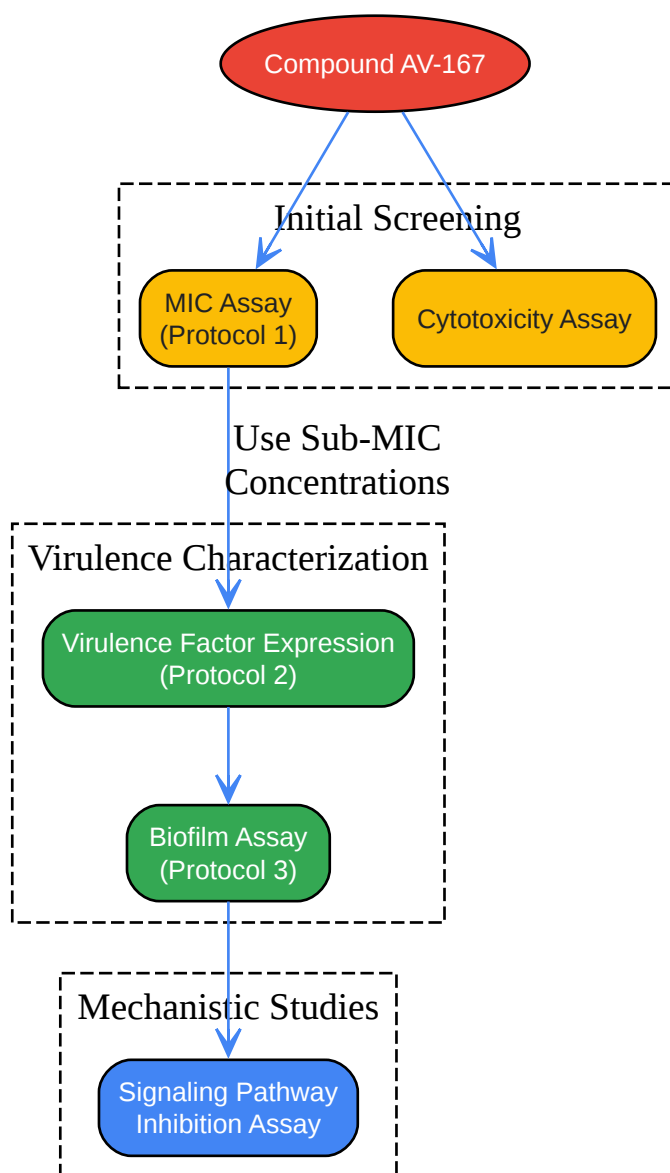 Compound AV-167
Initial Screening
MIC Assay
(Protocol 1)
Cytotoxicity Assay
Use Sub-MIC
Concentrations
Virulence Characterization
Virulence Factor Expression
(Protocol 2)
Biofilm Assay
(Protocol 3)
Mechanistic Studies
Signaling Pathway
Inhibition Assay